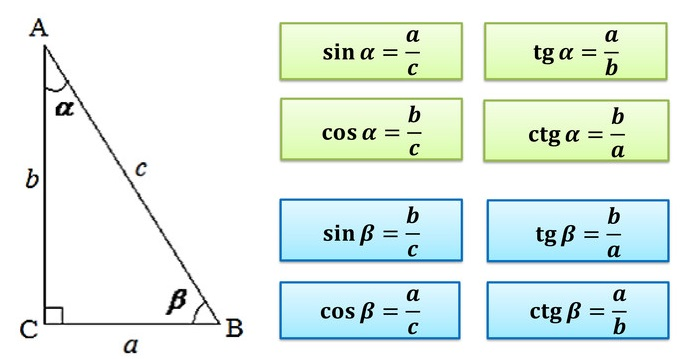 A
α
b
c
β
C
B
a
sin α = a/c
tg α = a/b
cos α = b/c
ctg α = b/a
sin β = b/c
tg β = b/a
cos β = a/c
ctg β = a/b